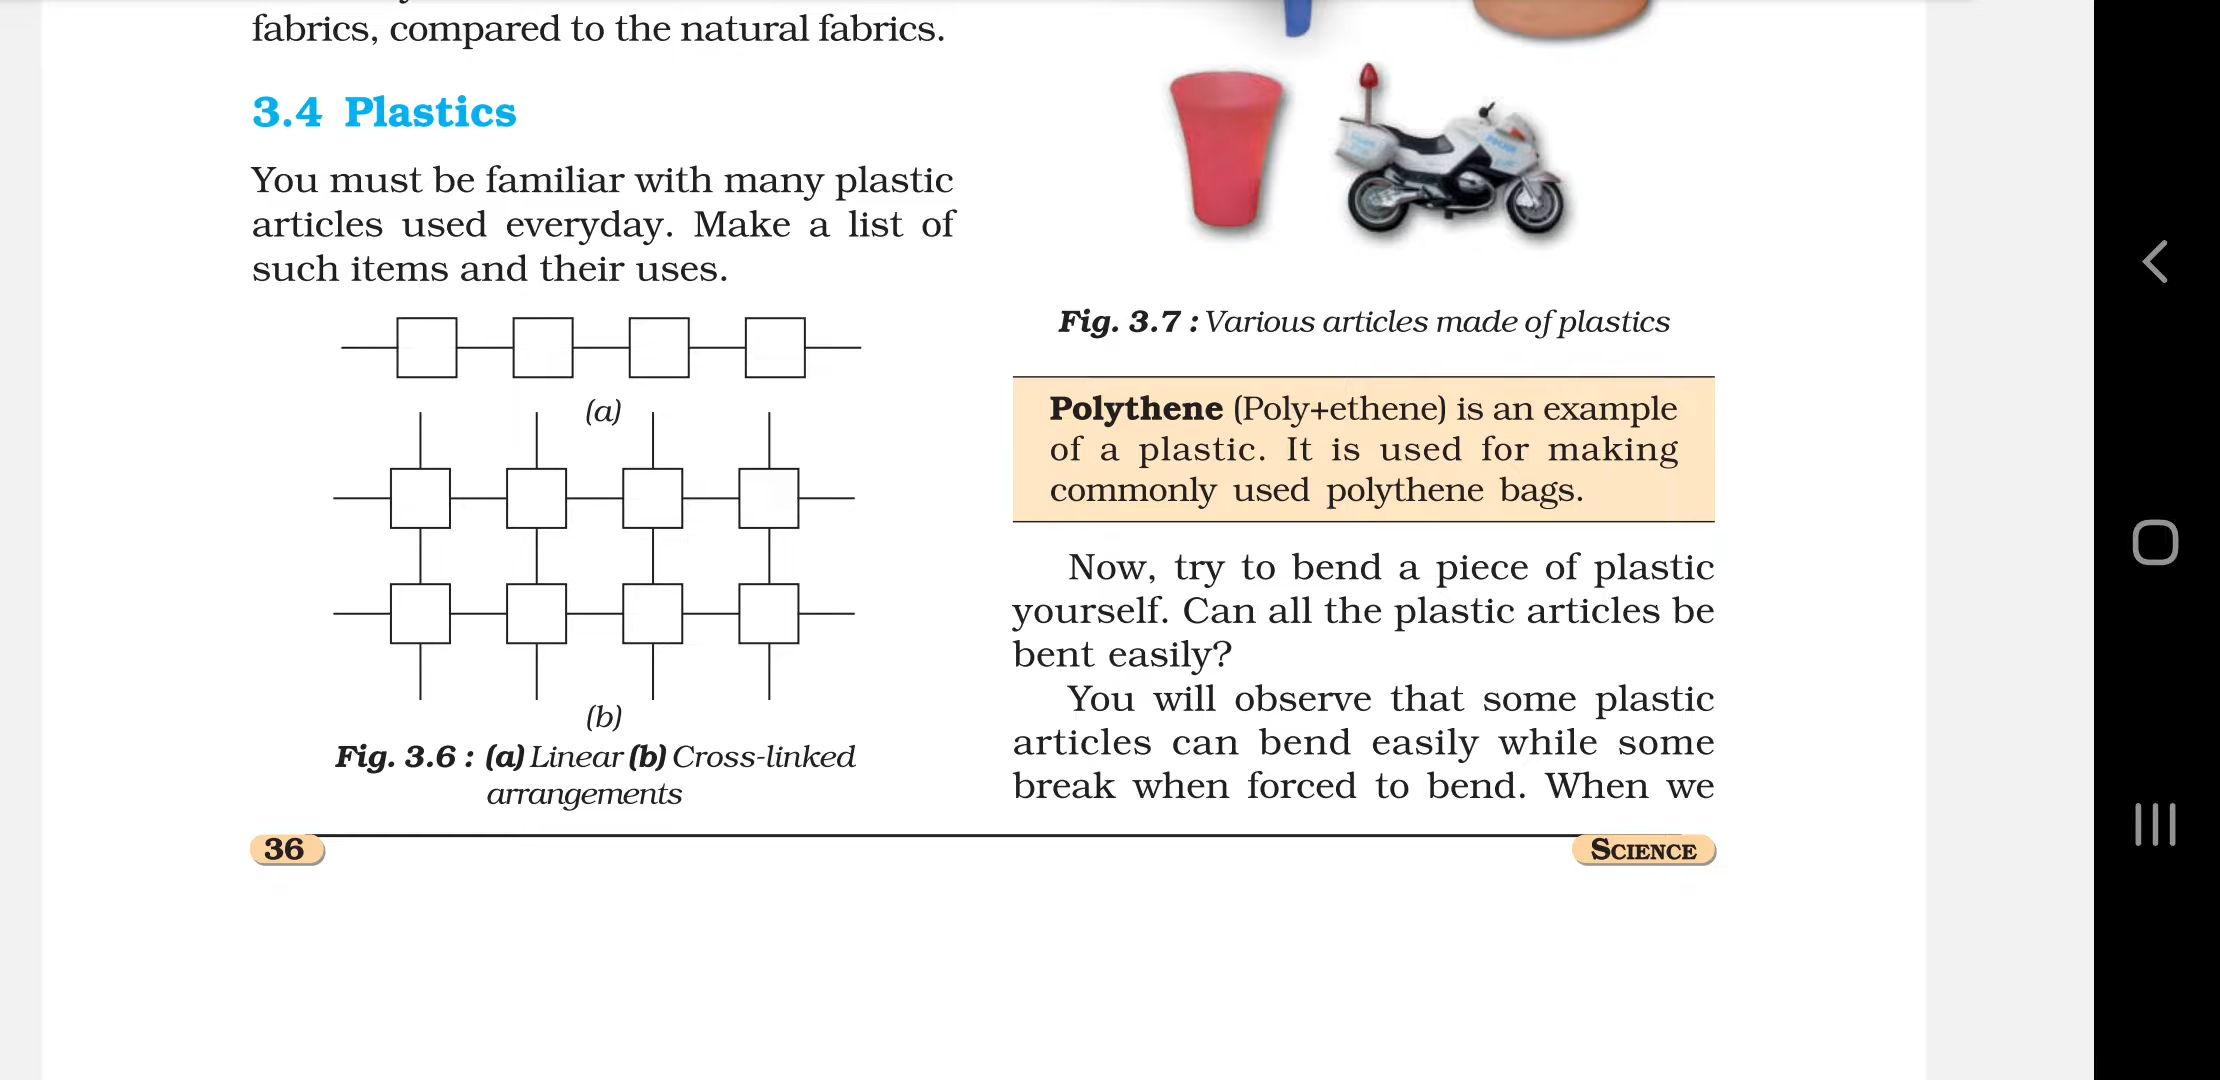 fabrics, compared to the natural fabrics.
3.4 Plastics
You must be familiar with many plastic
articles used everyday. Make a list of
such items and their uses.
(a)
(b)
Fig. 3.6 : (a) Linear (b) Cross-linked
arrangements
Fig. 3.7 : Various articles made of plastics
Polythene (Poly+ethene) is an example
of a plastic. It is used for making
commonly used polythene bags.
Now, try to bend a piece of plastic
yourself. Can all the plastic articles be
bent easily?
You will observe that some plastic
articles can bend easily while some
break when forced to bend. When we
36
SCIENCE